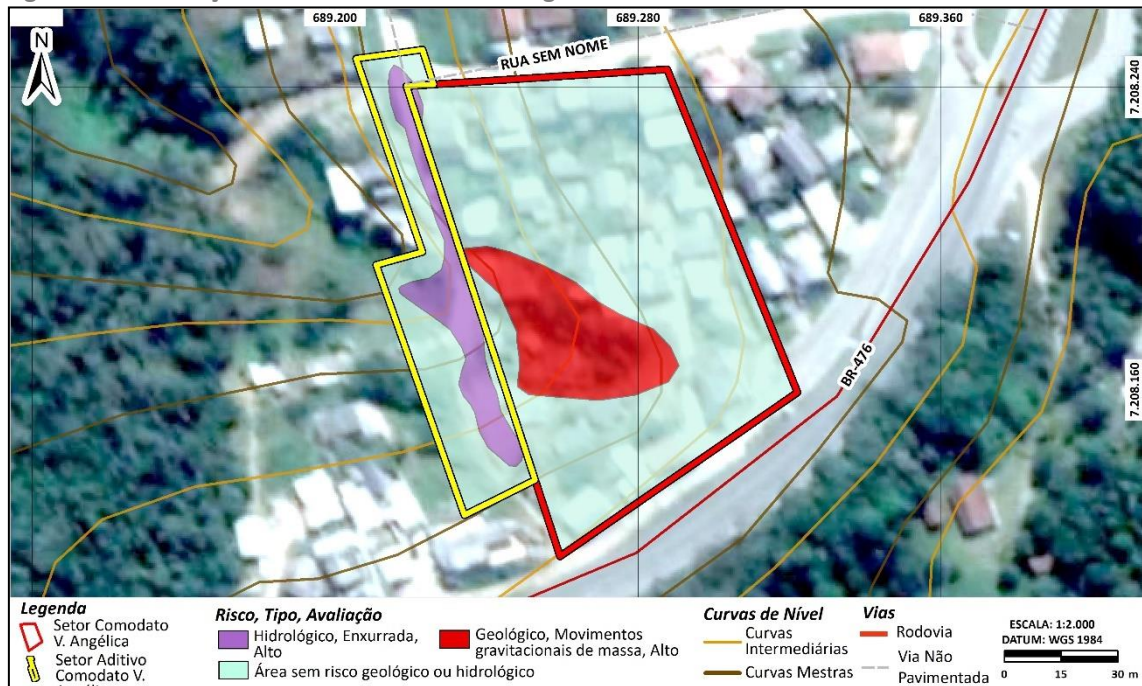 689.200
689.280
689.360
N
RUA SEM NOME
7.208.240
BR-476
7.208.160
Legenda
Setor Comodato
V. Angélica
Setor Aditivo
Comodato V.
Risco, Tipo, Avaliação
Hidrológico, Enxurrada,
Alto
Geológico, Movimentos
gravitacionais de massa, Alto
Área sem risco geológico ou hidrológico
Curvas de Nível
Curvas
Intermediárias
Curvas Mestras
Vias
Rodovia
Via Não
Pavimentada
ESCALA: 1:2.000
DATUM: WGS 1984
0 15 30 m